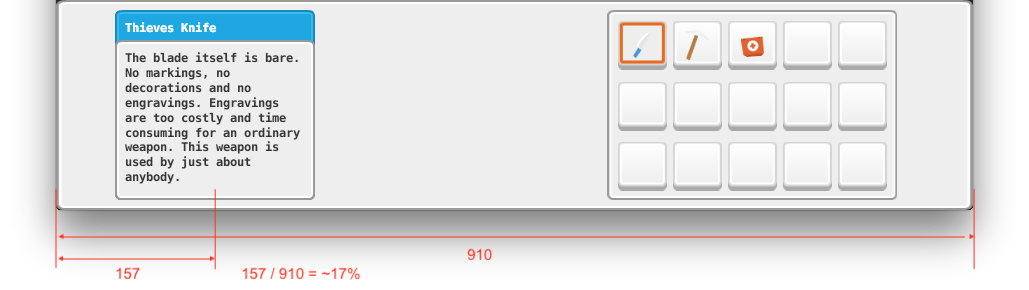 Thieves Knife
The blade itself is bare.
No markings, no
decorations and no
engravings. Engravings
are too costly and time
consuming for an ordinary
weapon. This weapon is
used by just about
anybody.
910
157
157 / 910 = ~17%